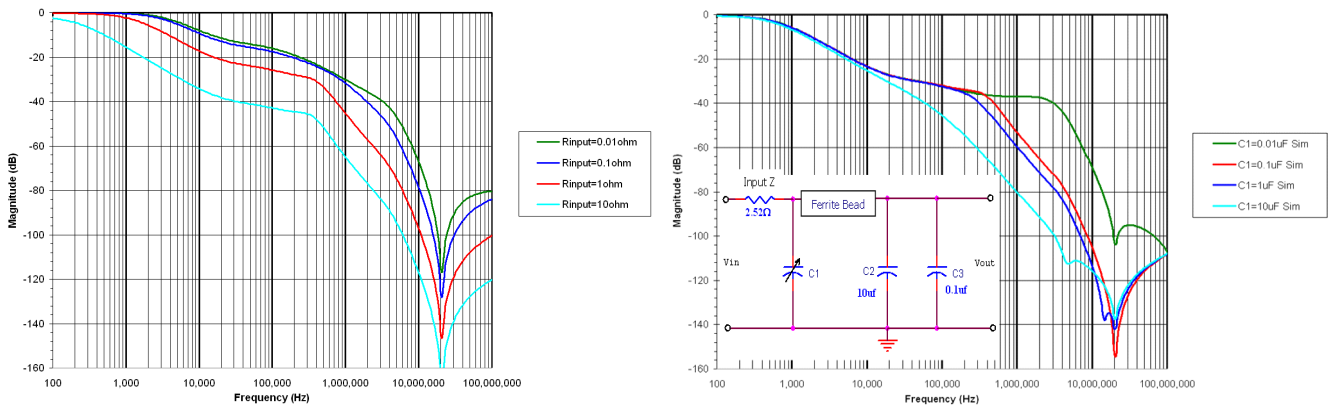 0
-20
-40
-60
-80
-100
-120
-140
-160
Magnitude (dB)
100
1,000
10,000
100,000
1,000,000
10,000,000
100,000,000
Frequency (Hz)
Rinput=0.01ohm
Rinput=0.1ohm
Rinput=1ohm
Rinput=10ohm
0
-20
-40
-60
-80
-100
-120
-140
-160
Magnitude (dB)
100
1,000
10,000
100,000
1,000,000
10,000,000
100,000,000
Frequency (Hz)
Input Z
2.52Ω
Ferrite Bead
Vin
C1
C2
10uf
C3
0.1uf
Vout
C1=0.01uF Sim
C1=0.1uF Sim
C1=1uF Sim
C1=10uF Sim